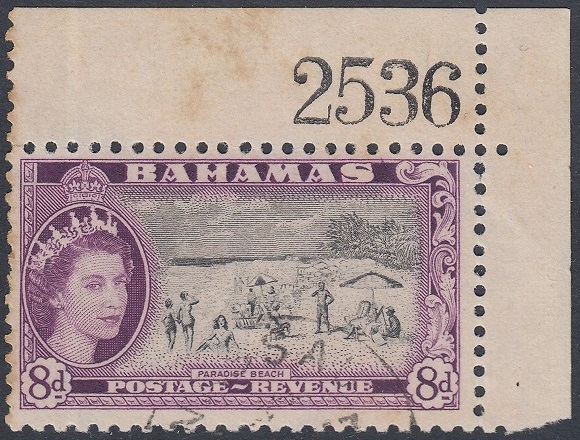 2536
BAHAMAS
PARADISE BEACH
8d POSTAGE~REVENUE 8d